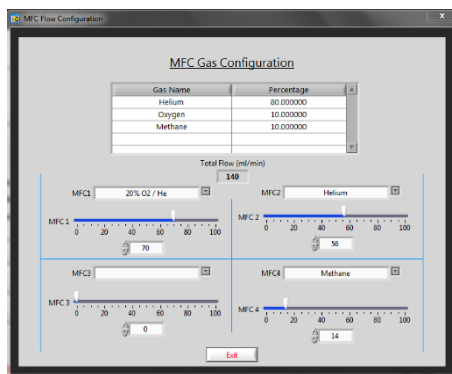 MFC Flow Configuration
x
MFC Gas Configuration
Gas Name Percentage
Helium 80.000000
Oxygen 10.000000
Methane 10.000000
Total Flow (ml/min)
140
MFC1 20% O2 / He
MFC2 Helium
MFC 1
0 20 40 60 80 100
70
MFC 2
0 20 40 60 80 100
56
MFC3
MFC4 Methane
MFC 3
0 20 40 60 80 100
0
MFC 4
0 20 40 60 80 100
14
Exit